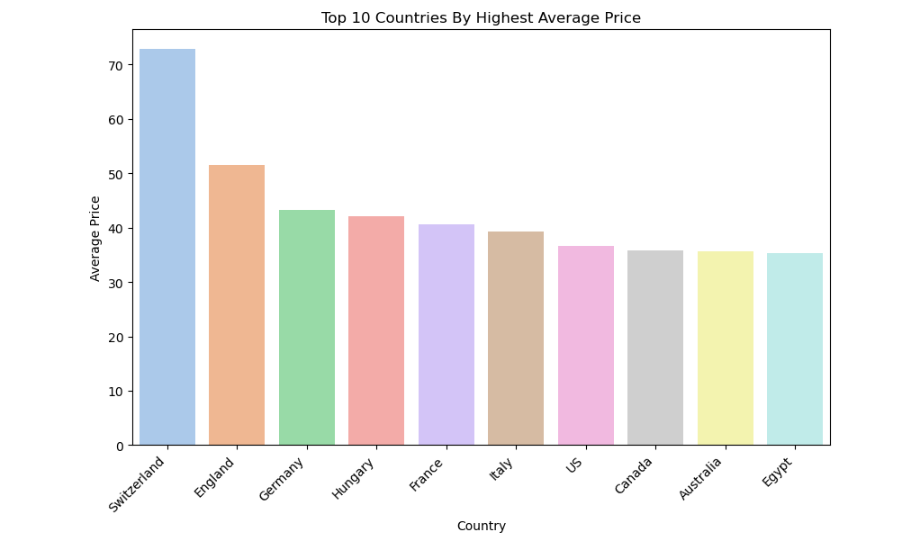 Top 10 Countries By Highest Average Price
Average Price
70
60
50
40
30
20
10
0
Switzerland
England
Germany
Hungary
France
Italy
US
Canada
Australia
Egypt
Country